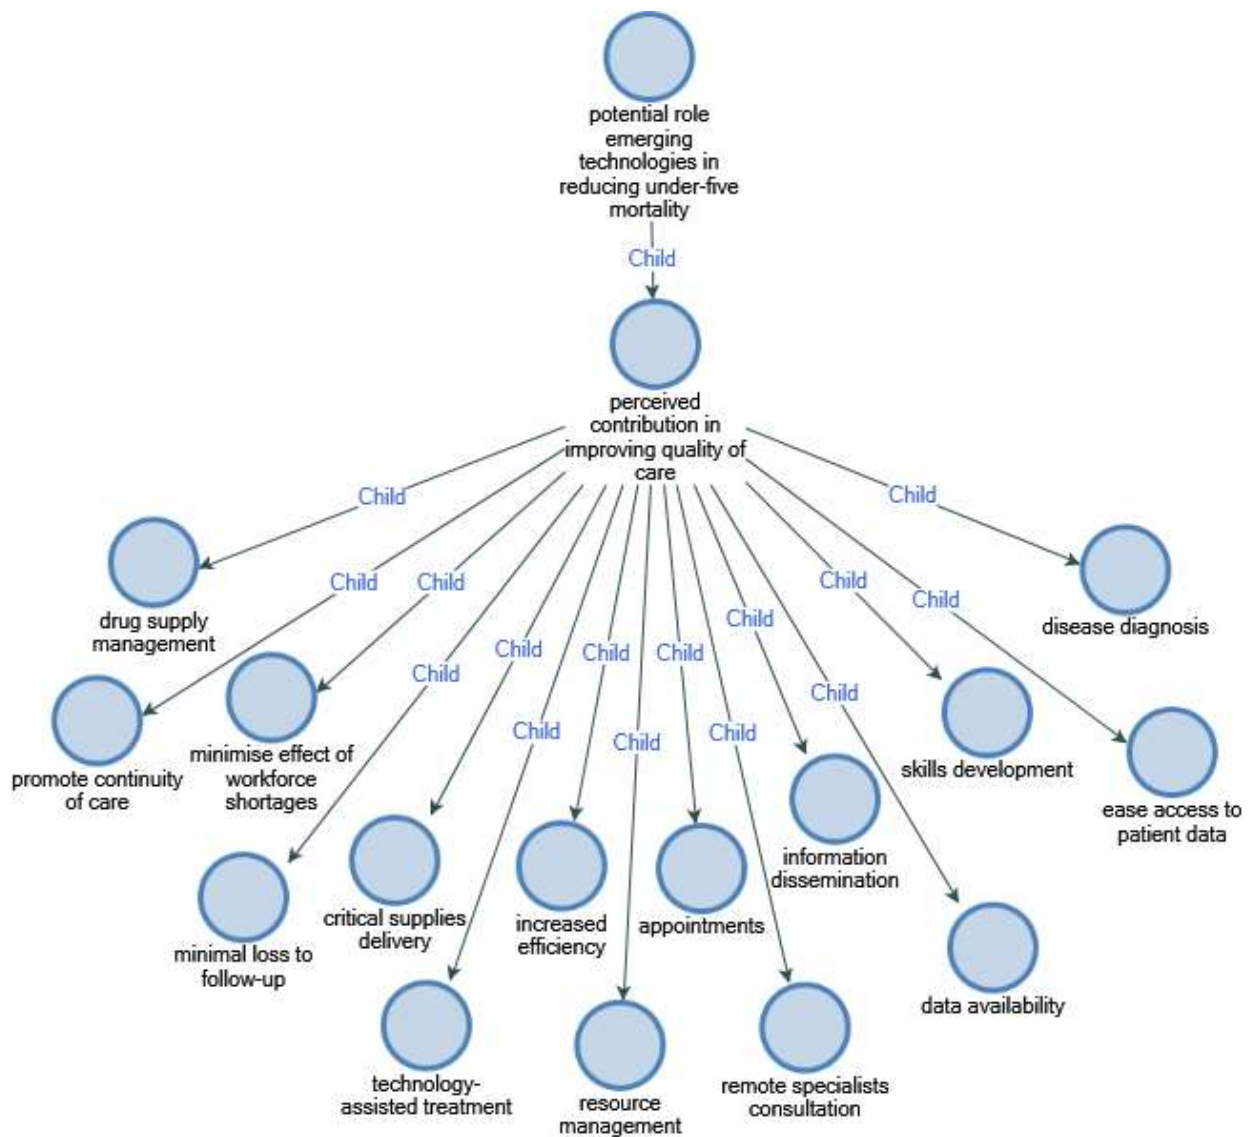 potential role
emerging
technologies in
reducing under-five
mortality
Child
perceived
contribution in
improving quality of
care
Child
Child
drug supply
management
disease diagnosis
Child
Child
Child
Child
promote continuity
of care
minimise effect of
workforce
shortages
skills development
ease access to
patient data
Child
Child
Child
Child
Child
Child
Child
Child
Child
minimal loss to
follow-up
critical supplies
delivery
increased
efficiency
appointments
information
dissemination
data availability
technology-
assisted treatment
resource
management
remote specialists
consultation